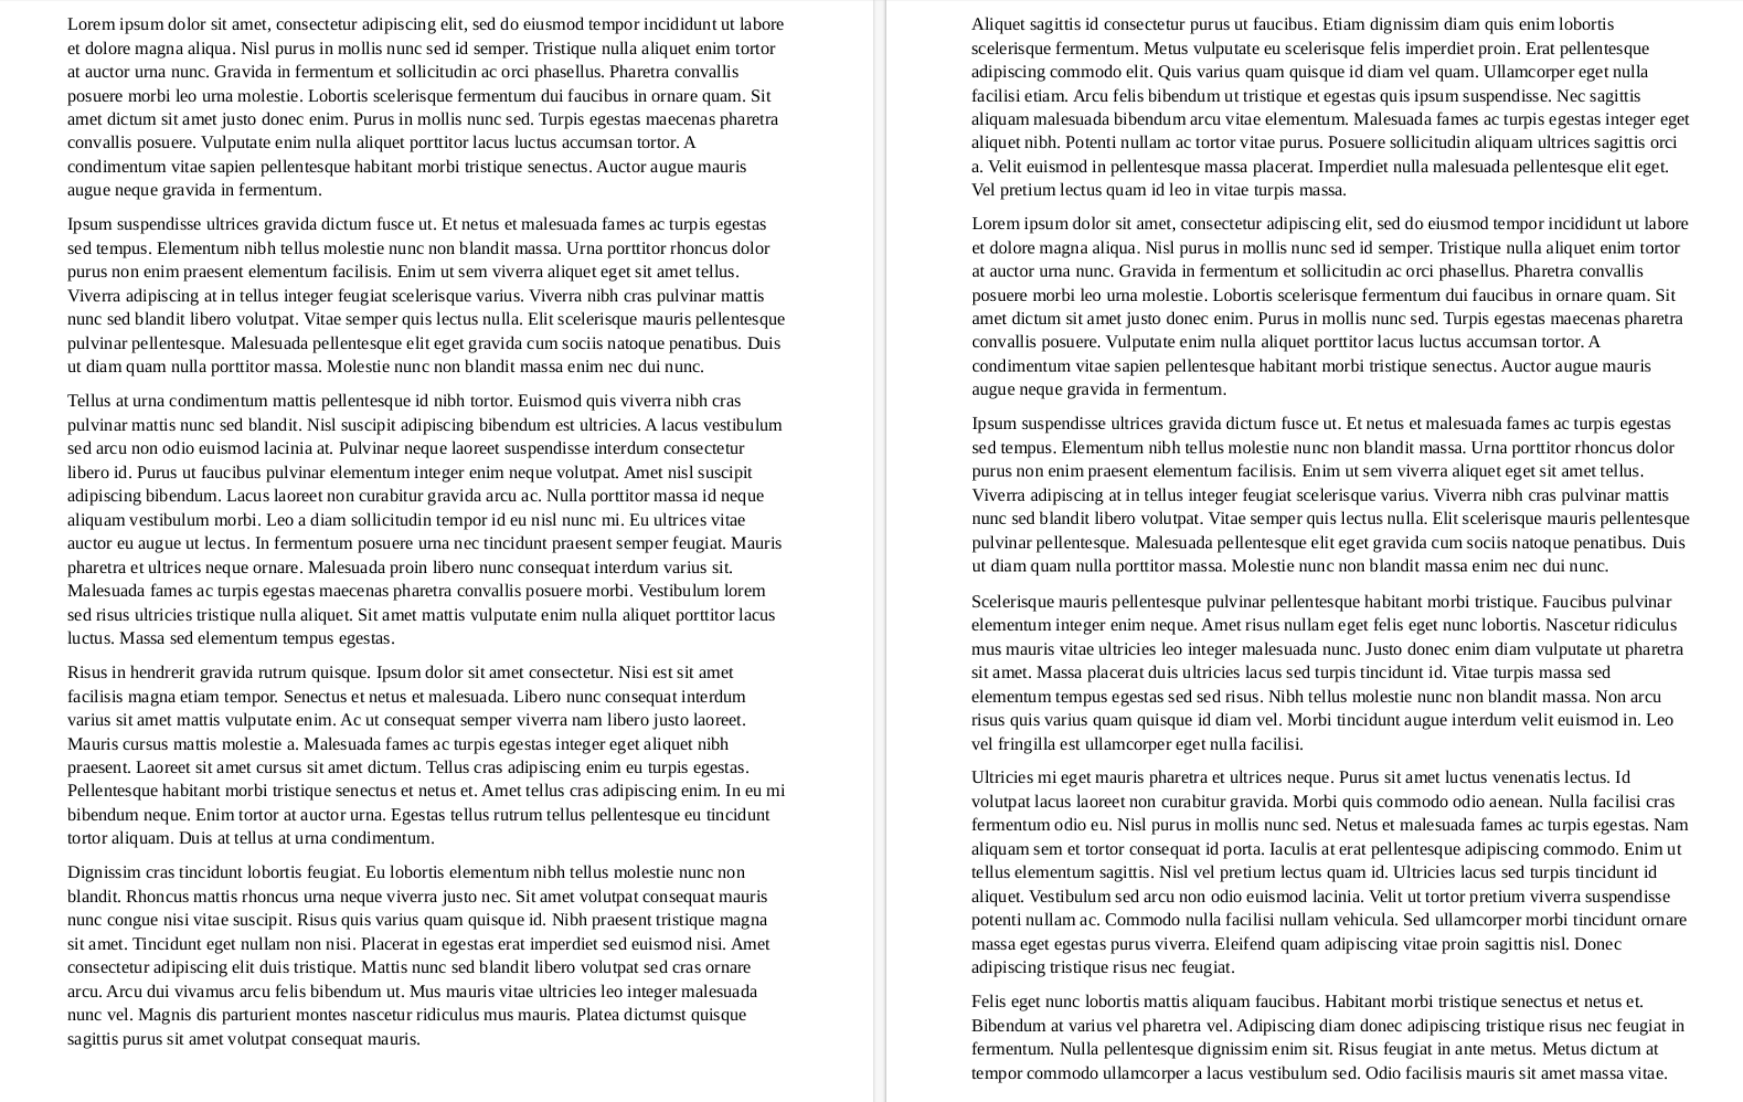 Lorem ipsum dolor sit amet, consectetur adipiscing elit, sed do eiusmod tempor incididunt ut labore
et dolore magna aliqua. Nisl purus in mollis nunc sed id semper. Tristique nulla aliquet enim tortor
at auctor urna nunc. Gravida in fermentum et sollicitudin ac orci phasellus. Pharetra convallis
posuere morbi leo urna molestie. Lobortis scelerisque fermentum dui faucibus in ornare quam. Sit
amet dictum sit amet justo donec enim. Purus in mollis nunc sed. Turpis egestas maecenas pharetra
convallis posuere. Vulputate enim nulla aliquet porttitor lacus luctus accumsan tortor. A
condimentum vitae sapien pellentesque habitant morbi tristique senectus. Auctor augue mauris
augue neque gravida in fermentum.
Ipsum suspendisse ultrices gravida dictum fusce ut. Et netus et malesuada fames ac turpis egestas
sed tempus. Elementum nibh tellus molestie nunc non blandit massa. Urna porttitor rhoncus dolor
purus non enim praesent elementum facilisis. Enim ut sem viverra aliquet eget sit amet tellus.
Viverra adipiscing at in tellus integer feugiat scelerisque varius. Viverra nibh cras pulvinar mattis
nunc sed blandit libero volutpat. Vitae semper quis lectus nulla. Elit scelerisque mauris pellentesque
pulvinar pellentesque. Malesuada pellentesque elit eget gravida cum sociis natoque penatibus. Duis
ut diam quam nulla porttitor massa. Molestie nunc non blandit massa enim nec dui nunc.
Tellus at urna condimentum mattis pellentesque id nibh tortor. Euismod quis viverra nibh cras
pulvinar mattis nunc sed blandit. Nisl suscipit adipiscing bibendum est ultricies. A lacus vestibulum
sed arcu non odio euismod lacinia at. Pulvinar neque laoreet suspendisse interdum consectetur
libero id. Purus ut faucibus pulvinar elementum integer enim neque volutpat. Amet nisl suscipit
adipiscing bibendum. Lacus laoreet non curabitur gravida arcu ac. Nulla porttitor massa id neque
aliquam vestibulum morbi. Leo a diam sollicitudin tempor id eu nisl nunc mi. Eu ultrices vitae
auctor eu augue ut lectus. In fermentum posuere urna nec tincidunt praesent semper feugiat. Mauris
pharetra et ultrices neque ornare. Malesuada proin libero nunc consequat interdum varius sit.
Malesuada fames ac turpis egestas maecenas pharetra convallis posuere morbi. Vestibulum lorem
sed risus ultricies tristique nulla aliquet. Sit amet mattis vulputate enim nulla aliquet porttitor lacus
luctus. Massa sed elementum tempus egestas.
Risus in hendrerit gravida rutrum quisque. Ipsum dolor sit amet consectetur. Nisi est sit amet
facilisis magna etiam tempor. Senectus et netus et malesuada. Libero nunc consequat interdum
varius sit amet mattis vulputate enim. Ac ut consequat semper viverra nam libero justo laoreet.
Mauris cursus mattis molestie a. Malesuada fames ac turpis egestas integer eget aliquet nibh
praesent. Laoreet sit amet cursus sit amet dictum. Tellus cras adipiscing enim eu turpis egestas.
Pellentesque habitant morbi tristique senectus et netus et. Amet tellus cras adipiscing enim. In eu mi
bibendum neque. Enim tortor at auctor urna. Egestas tellus rutrum tellus pellentesque eu tincidunt
tortor aliquam. Duis at tellus at urna condimentum.
Dignissim cras tincidunt lobortis feugiat. Eu lobortis elementum nibh tellus molestie nunc non
blandit. Rhoncus mattis rhoncus urna neque viverra justo nec. Sit amet volutpat consequat mauris
nunc congue nisi vitae suscipit. Risus quis varius quam quisque id. Nibh praesent tristique magna
sit amet. Tincidunt eget nullam non nisi. Placerat in egestas erat imperdiet sed euismod nisi. Amet
consectetur adipiscing elit duis tristique. Mattis nunc sed blandit libero volutpat sed cras ornare
arcu. Arcu dui vivamus arcu felis bibendum ut. Mus mauris vitae ultricies leo integer malesuada
nunc vel. Magnis dis parturient montes nascetur ridiculus mus mauris. Platea dictumst quisque
sagittis purus sit amet volutpat consequat mauris.
Aliquet sagittis id consectetur purus ut faucibus. Etiam dignissim diam quis enim lobortis
scelerisque fermentum. Metus vulputate eu scelerisque felis imperdiet proin. Erat pellentesque
adipiscing commodo elit. Quis varius quam quisque id diam vel quam. Ullamcorper eget nulla
facilisi etiam. Arcu felis bibendum ut tristique et egestas quis ipsum suspendisse. Nec sagittis
aliquam malesuada bibendum arcu vitae elementum. Malesuada fames ac turpis egestas integer eget
aliquet nibh. Potenti nullam ac tortor vitae purus. Posuere sollicitudin aliquam ultrices sagittis orci
a. Velit euismod in pellentesque massa placerat. Imperdiet nulla malesuada pellentesque elit eget.
Vel pretium lectus quam id leo in vitae turpis massa.
Lorem ipsum dolor sit amet, consectetur adipiscing elit, sed do eiusmod tempor incididunt ut labore
et dolore magna aliqua. Nisl purus in mollis nunc sed id semper. Tristique nulla aliquet enim tortor
at auctor urna nunc. Gravida in fermentum et sollicitudin ac orci phasellus. Pharetra convallis
posuere morbi leo urna molestie. Lobortis scelerisque fermentum dui faucibus in ornare quam. Sit
amet dictum sit amet justo donec enim. Purus in mollis nunc sed. Turpis egestas maecenas pharetra
convallis posuere. Vulputate enim nulla aliquet porttitor lacus luctus accumsan tortor. A
condimentum vitae sapien pellentesque habitant morbi tristique senectus. Auctor augue mauris
augue neque gravida in fermentum.
Ipsum suspendisse ultrices gravida dictum fusce ut. Et netus et malesuada fames ac turpis egestas
sed tempus. Elementum nibh tellus molestie nunc non blandit massa. Urna porttitor rhoncus dolor
purus non enim praesent elementum facilisis. Enim ut sem viverra aliquet eget sit amet tellus.
Viverra adipiscing at in tellus integer feugiat scelerisque varius. Viverra nibh cras pulvinar mattis
nunc sed blandit libero volutpat. Vitae semper quis lectus nulla. Elit scelerisque mauris pellentesque
pulvinar pellentesque. Malesuada pellentesque elit eget gravida cum sociis natoque penatibus. Duis
ut diam quam nulla porttitor massa. Molestie nunc non blandit massa enim nec dui nunc.
Scelerisque mauris pellentesque pulvinar pellentesque habitant morbi tristique. Faucibus pulvinar
elementum integer enim neque. Amet risus nullam eget felis eget nunc lobortis. Nascetur ridiculus
mus mauris vitae ultricies leo integer malesuada nunc. Justo donec enim diam vulputate ut pharetra
sit amet. Massa placerat duis ultricies lacus sed turpis tincidunt id. Vitae turpis massa sed
elementum tempus egestas sed sed risus. Nibh tellus molestie nunc non blandit massa. Non arcu
risus quis varius quam quisque id diam vel. Morbi tincidunt augue interdum velit euismod in. Leo
vel fringilla est ullamcorper eget nulla facilisi.
Ultricies mi eget mauris pharetra et ultrices neque. Purus sit amet luctus venenatis lectus. Id
volutpat lacus laoreet non curabitur gravida. Morbi quis commodo odio aenean. Nulla facilisi cras
fermentum odio eu. Nisl purus in mollis nunc sed. Netus et malesuada fames ac turpis egestas. Nam
aliquam sem et tortor consequat id porta. Iaculis at erat pellentesque adipiscing commodo. Enim ut
tellus elementum sagittis. Nisl vel pretium lectus quam id. Ultricies lacus sed turpis tincidunt id
aliquet. Vestibulum sed arcu non odio euismod lacinia. Velit ut tortor pretium viverra suspendisse
potenti nullam ac. Commodo nulla facilisi nullam vehicula. Sed ullamcorper morbi tincidunt ornare
massa eget egestas purus viverra. Eleifend quam adipiscing vitae proin sagittis nisl. Donec
adipiscing tristique risus nec feugiat.
Felis eget nunc lobortis mattis aliquam faucibus. Habitant morbi tristique senectus et netus et.
Bibendum at varius vel pharetra vel. Adipiscing diam donec adipiscing tristique risus nec feugiat in
fermentum. Nulla pellentesque dignissim enim sit. Risus feugiat in ante metus. Metus dictum at
tempor commodo ullamcorper a lacus vestibulum sed. Odio facilisis mauris sit amet massa vitae.